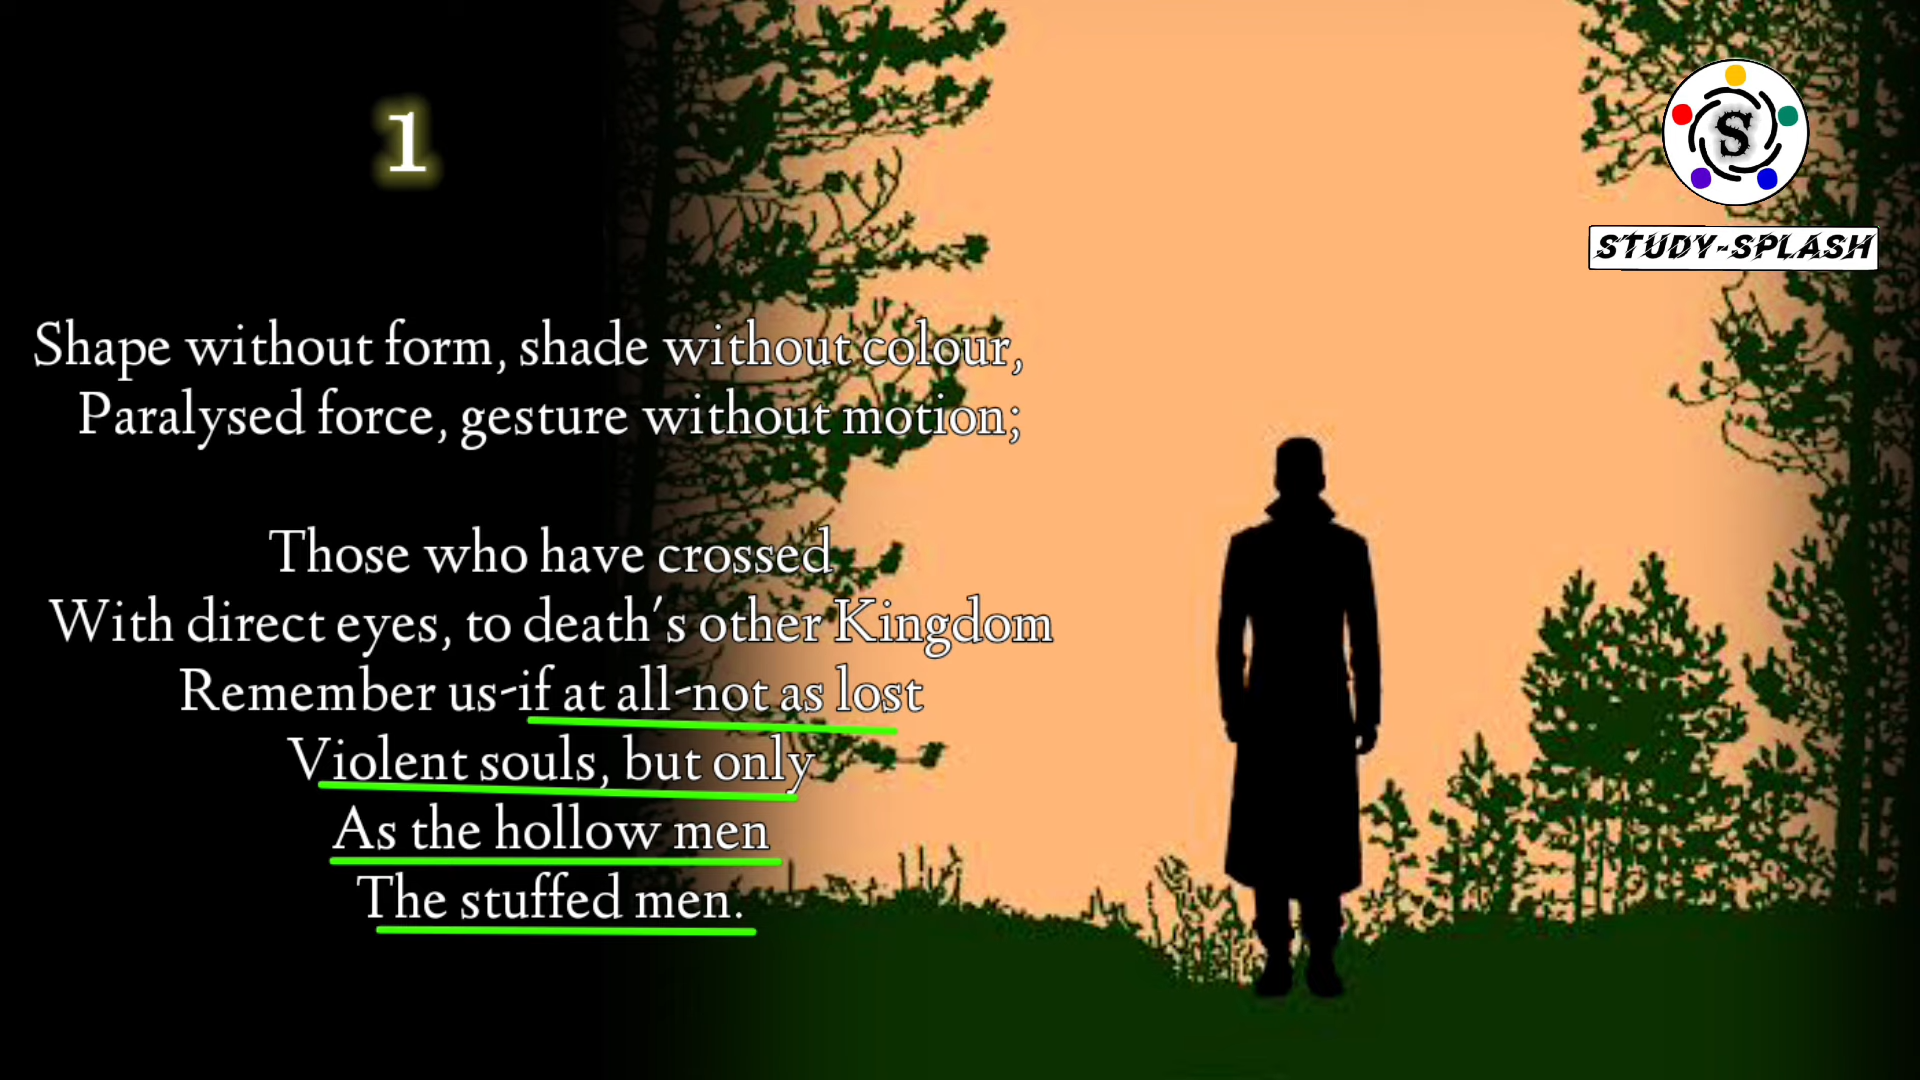 1
S
STUDY-SPLASH
Shape without form, shade without colour,
Paralysed force, gesture without motion;
Those who have crossed
With direct eyes, to death's other Kingdom
Remember us-if at all-not as lost
Violent souls, but only
As the hollow men
The stuffed men.